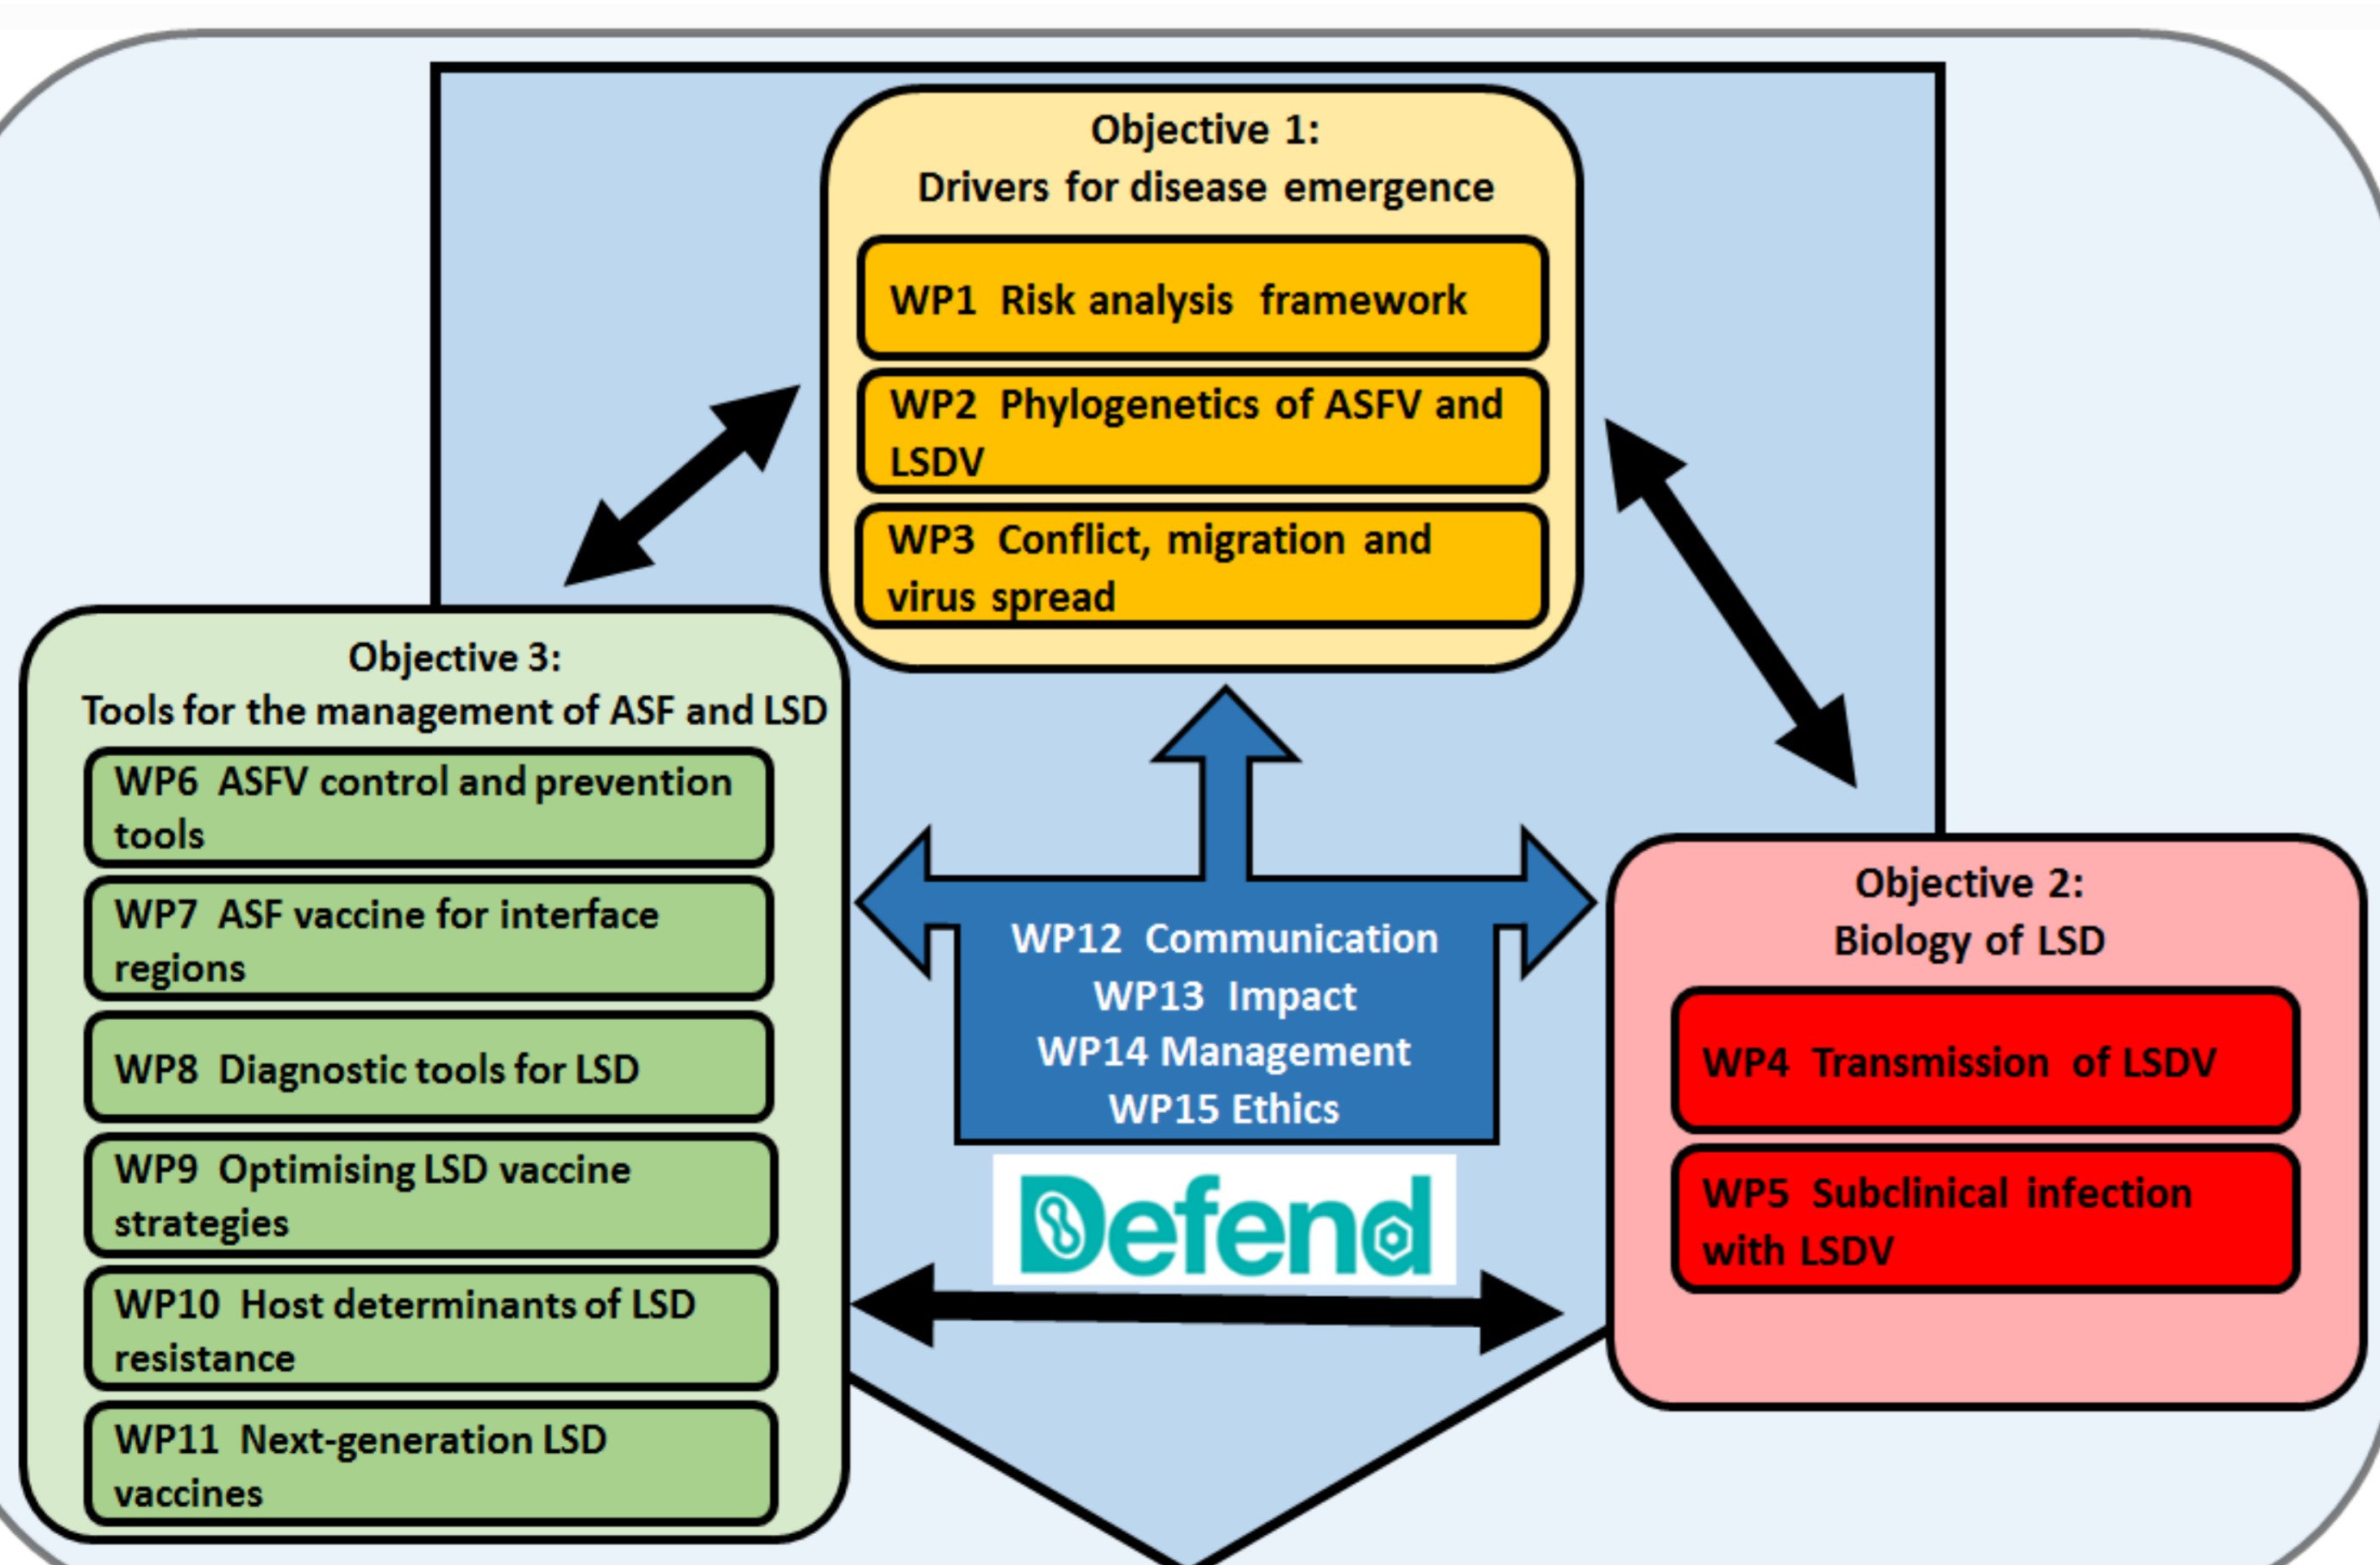 Objective 1:
Drivers for disease emergence
WP1 Risk analysis framework
WP2 Phylogenetics of ASFV and
LSDV
WP3 Conflict, migration and
virus spread
Objective 3:
Tools for the management of ASF and LSD
WP6 ASFV control and prevention
tools
WP7 ASF vaccine for interface
regions
WP8 Diagnostic tools for LSD
WP9 Optimising LSD vaccine
strategies
WP10 Host determinants of LSD
resistance
WP11 Next-generation LSD
vaccines
WP12 Communication
WP13 Impact
WP14 Management
WP15 Ethics
Defend
Objective 2:
Biology of LSD
WP4 Transmission of LSDV
WP5 Subclinical infection
with LSDV